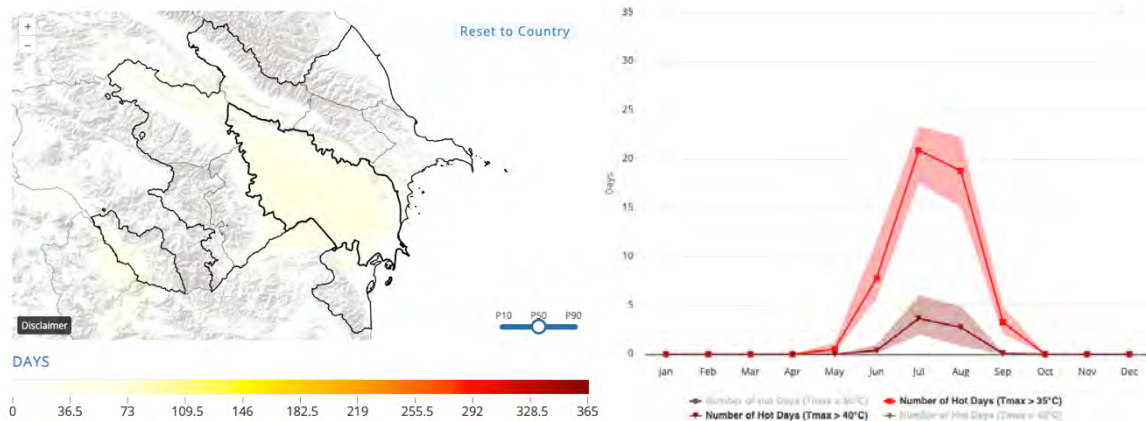 +
−
Reset to Country
Disclaimer
P10 P50 P90
DAYS
0 36.5 73 109.5 146 182.5 219 255.5 292 328.5 365
35
30
25
20
15
10
5
0
Days
Jan Feb Mar Apr May Jun Jul Aug Sep Oct Nov Dec
Number of Hot Days (Tmax > 35°C)
Number of Hot Days (Tmax > 40°C)